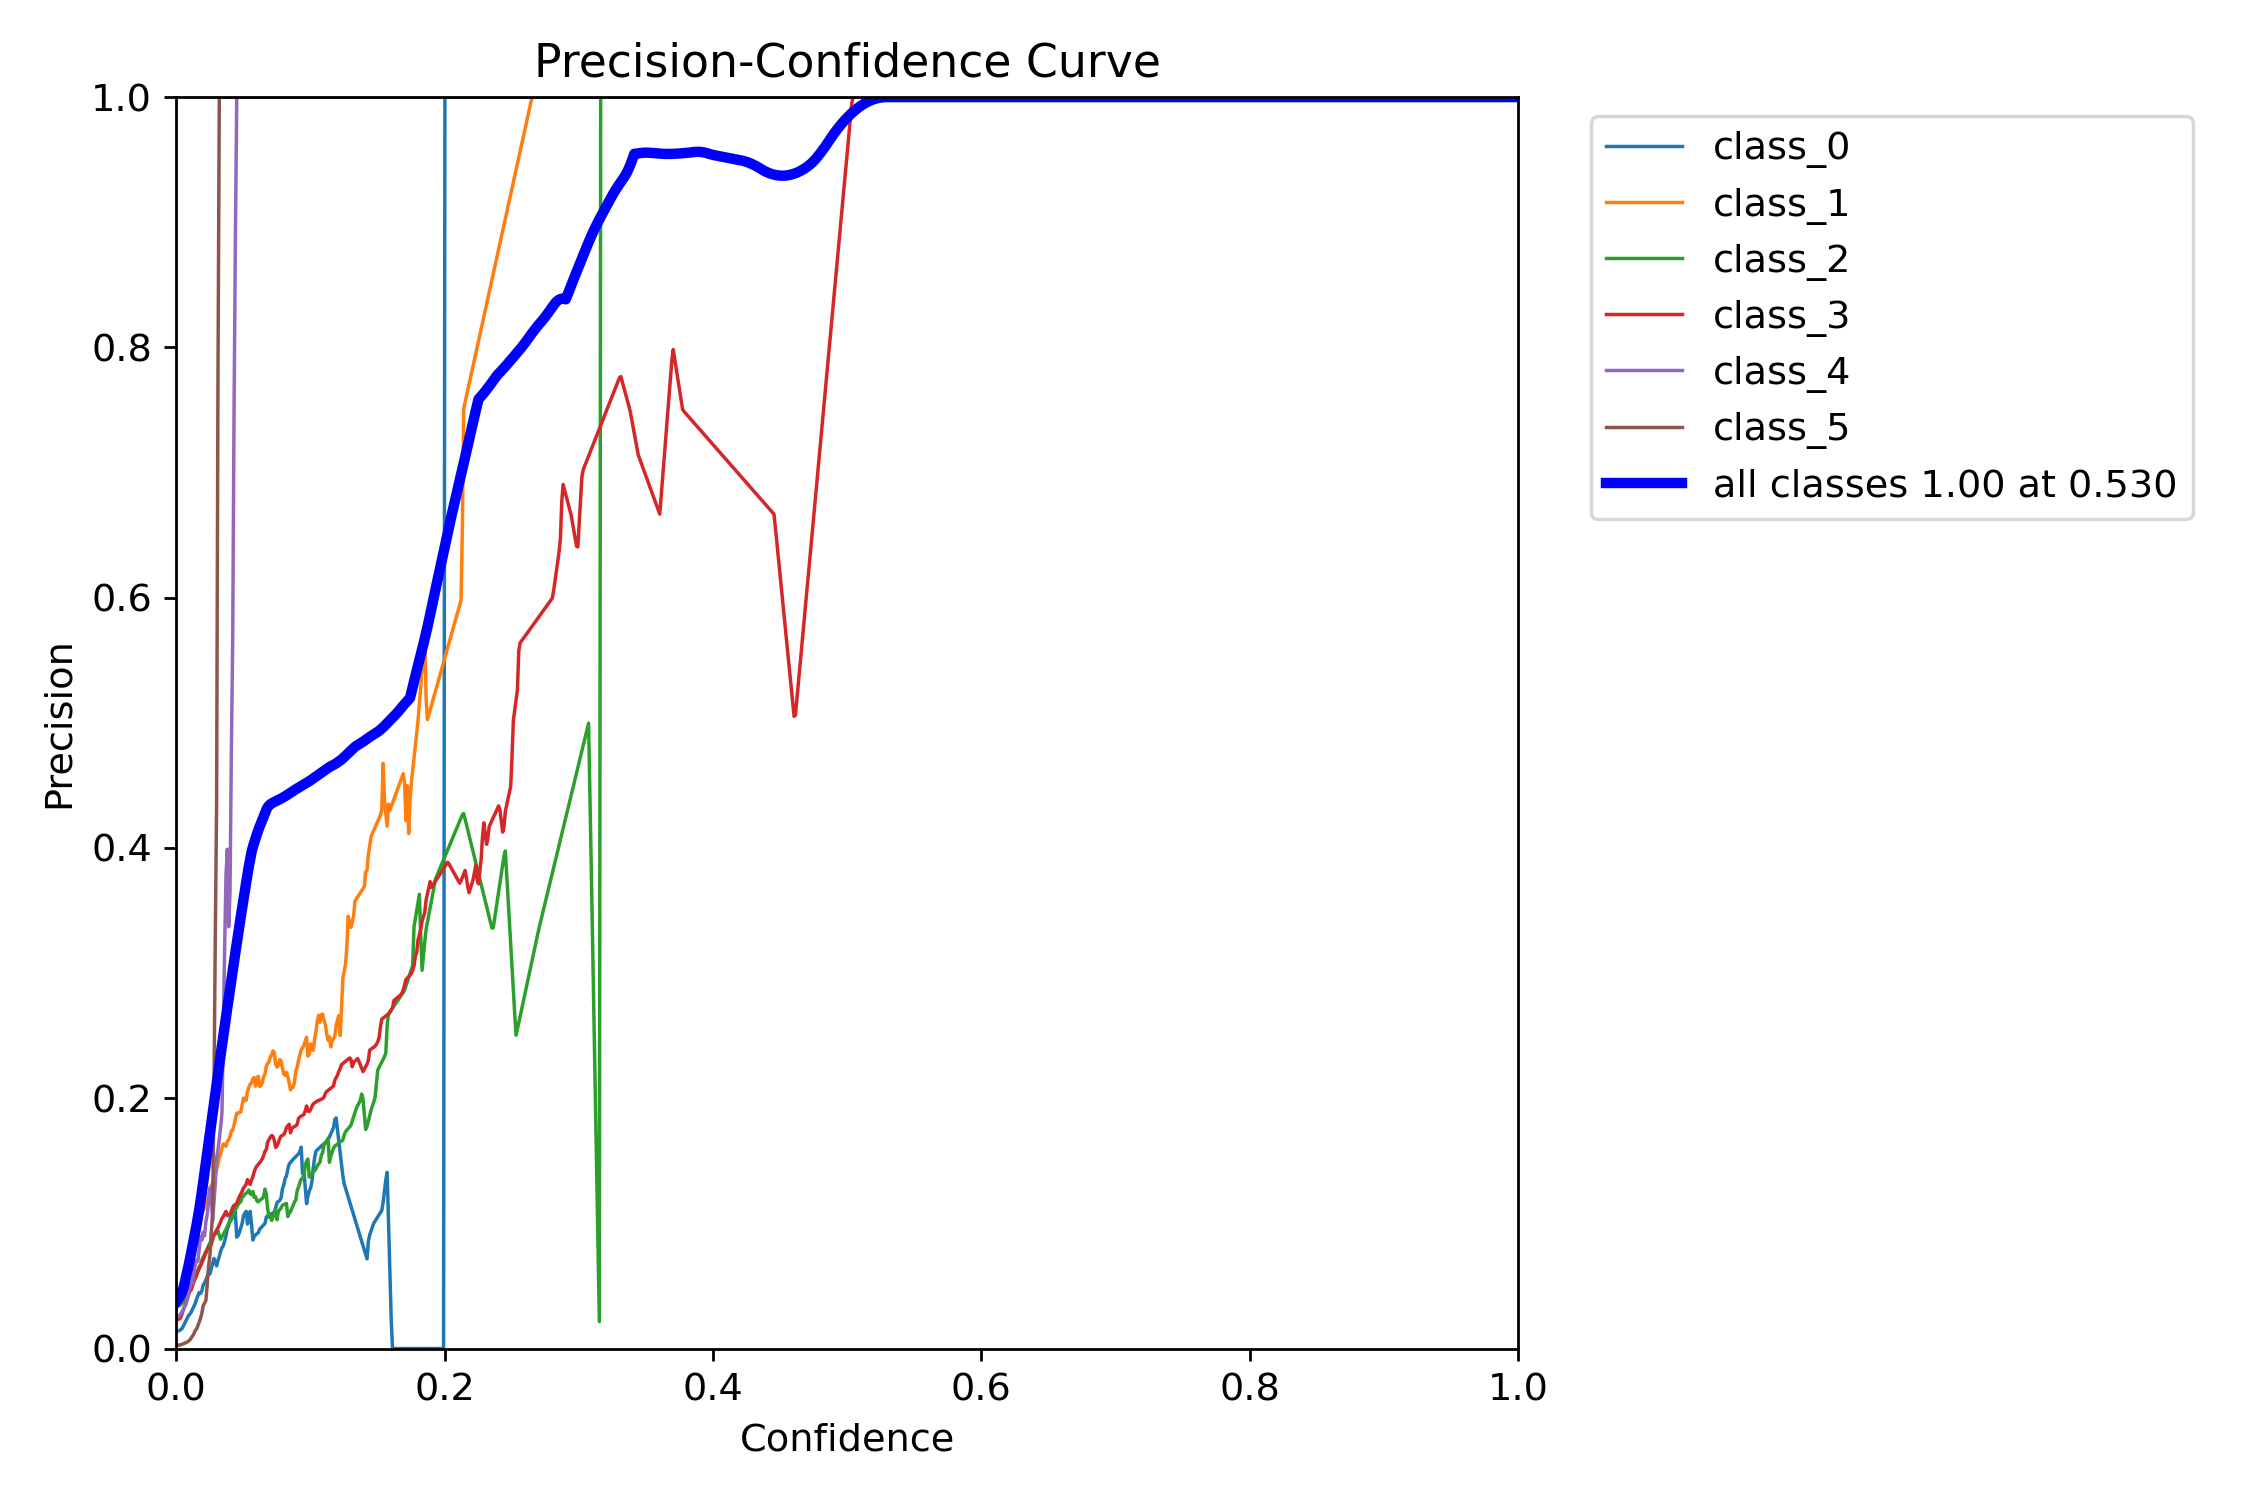 Precision-Confidence Curve
1.0
0.8
0.6
0.4
0.2
0.0
Precision
0.0 0.2 0.4 0.6 0.8 1.0
Confidence
class_0
class_1
class_2
class_3
class_4
class_5
all classes 1.00 at 0.530